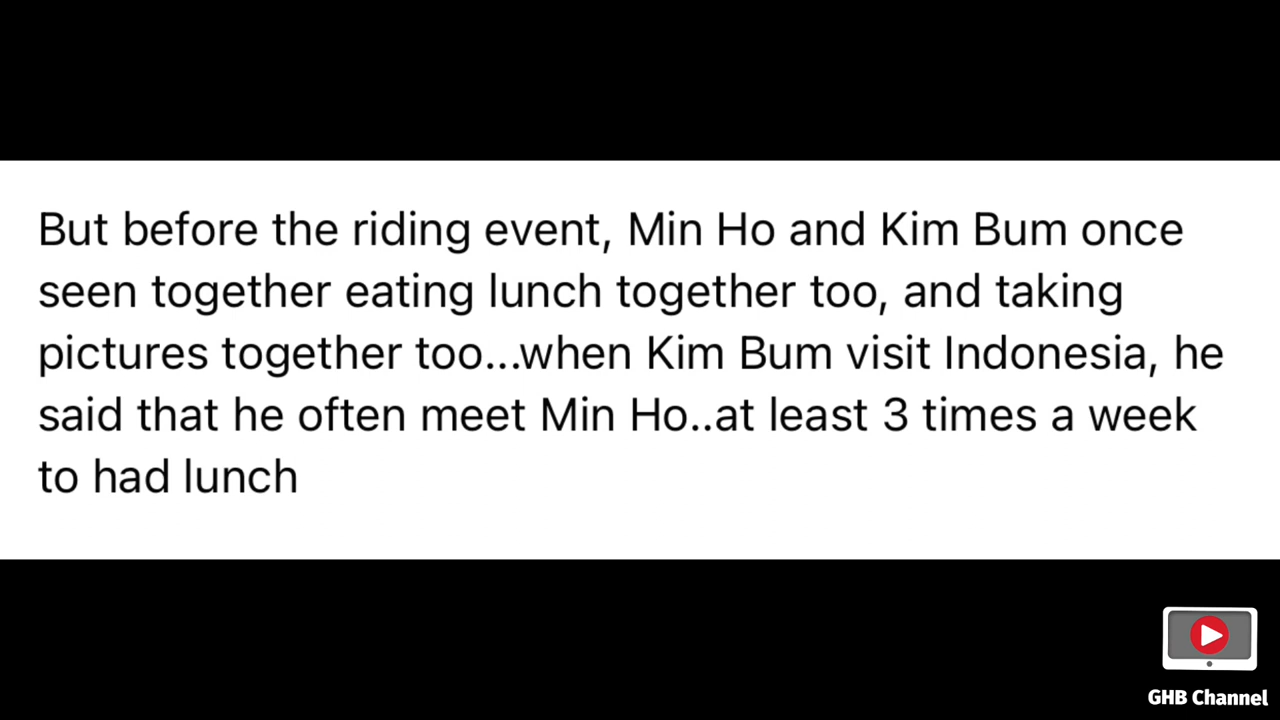 But before the riding event, Min Ho and Kim Bum once
seen together eating lunch together too, and taking
pictures together too...when Kim Bum visit Indonesia, he
said that he often meet Min Ho..at least 3 times a week
to had lunch
GHB Channel